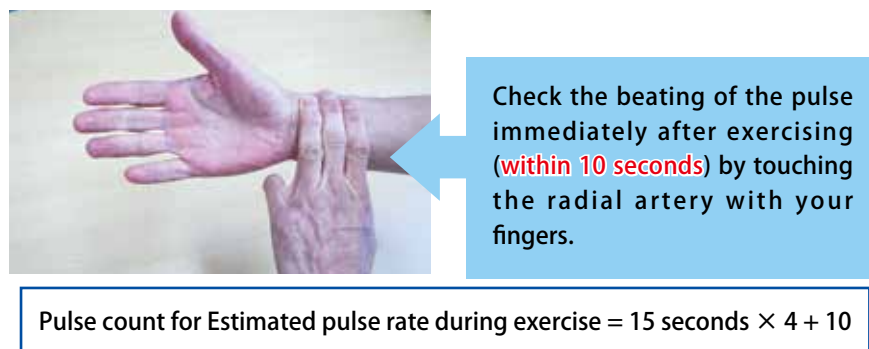 Check the beating of the pulse
immediately after exercising
(within 10 seconds) by touching
the radial artery with your
fingers.
Pulse count for Estimated pulse rate during exercise = 15 seconds × 4 + 10